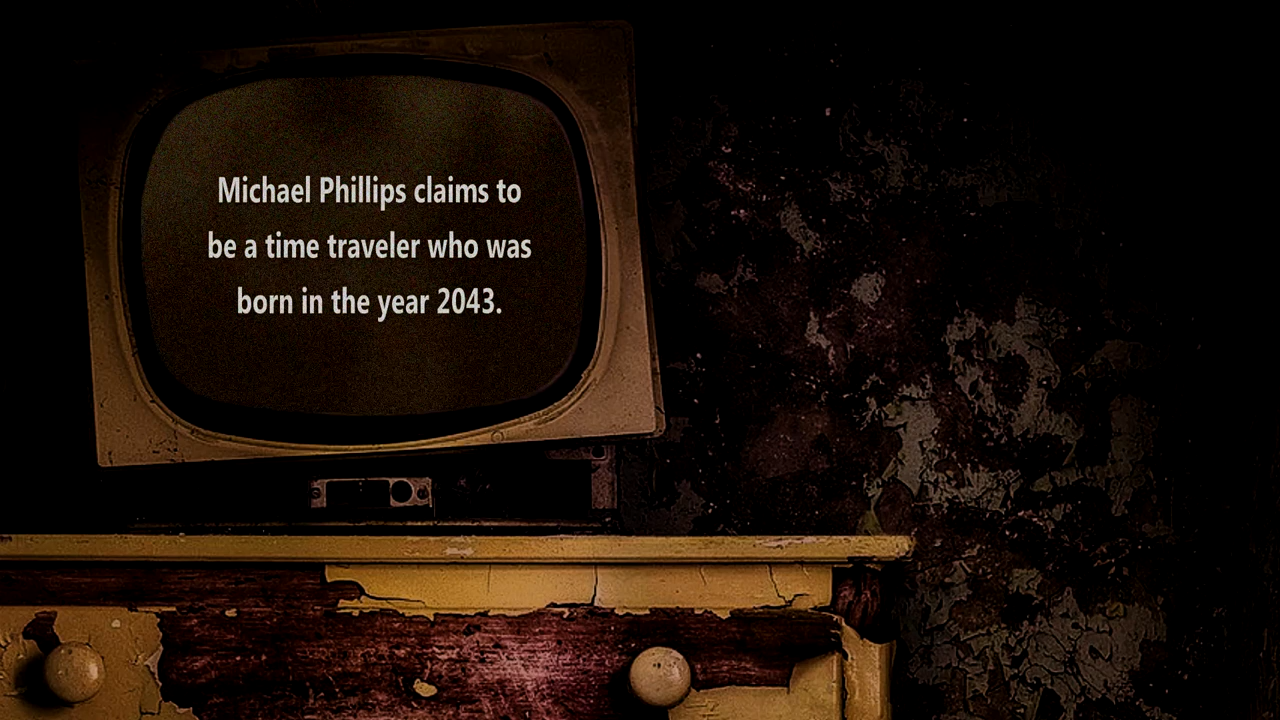 Michael Phillips claims to
be a time traveler who was
born in the year 2043.